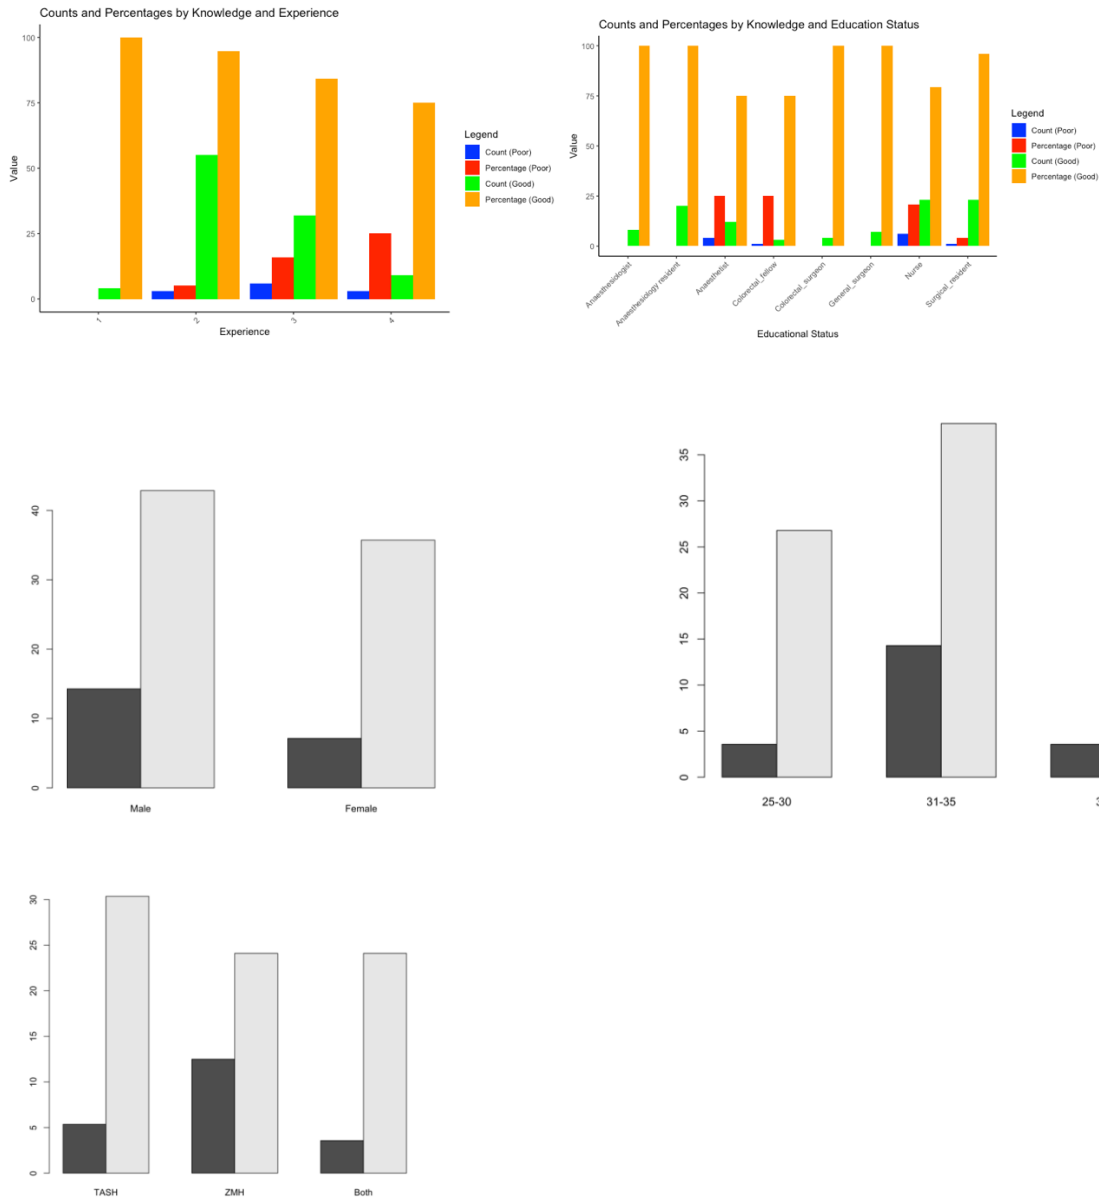 Counts and Percentages by Knowledge and Experience
100
75
50
25
0
Value
1
2
3
4
Experience
Legend
Count (Poor)
Percentage (Poor)
Count (Good)
Percentage (Good)
Counts and Percentages by Knowledge and Education Status
100
75
50
25
0
Value
Anaesthesiologist
Anaesthesiology resident
Anaesthetist
Colorectal_fellow
Colorectal_surgeon
General_surgeon
Nurse
Surgical_resident
Educational Status
Legend
Count (Poor)
Percentage (Poor)
Count (Good)
Percentage (Good)
40
30
20
10
0
Male
Female
35
30
25
20
15
10
5
0
25-30
31-35
30
25
20
15
10
5
0
TASH
ZMH
Both